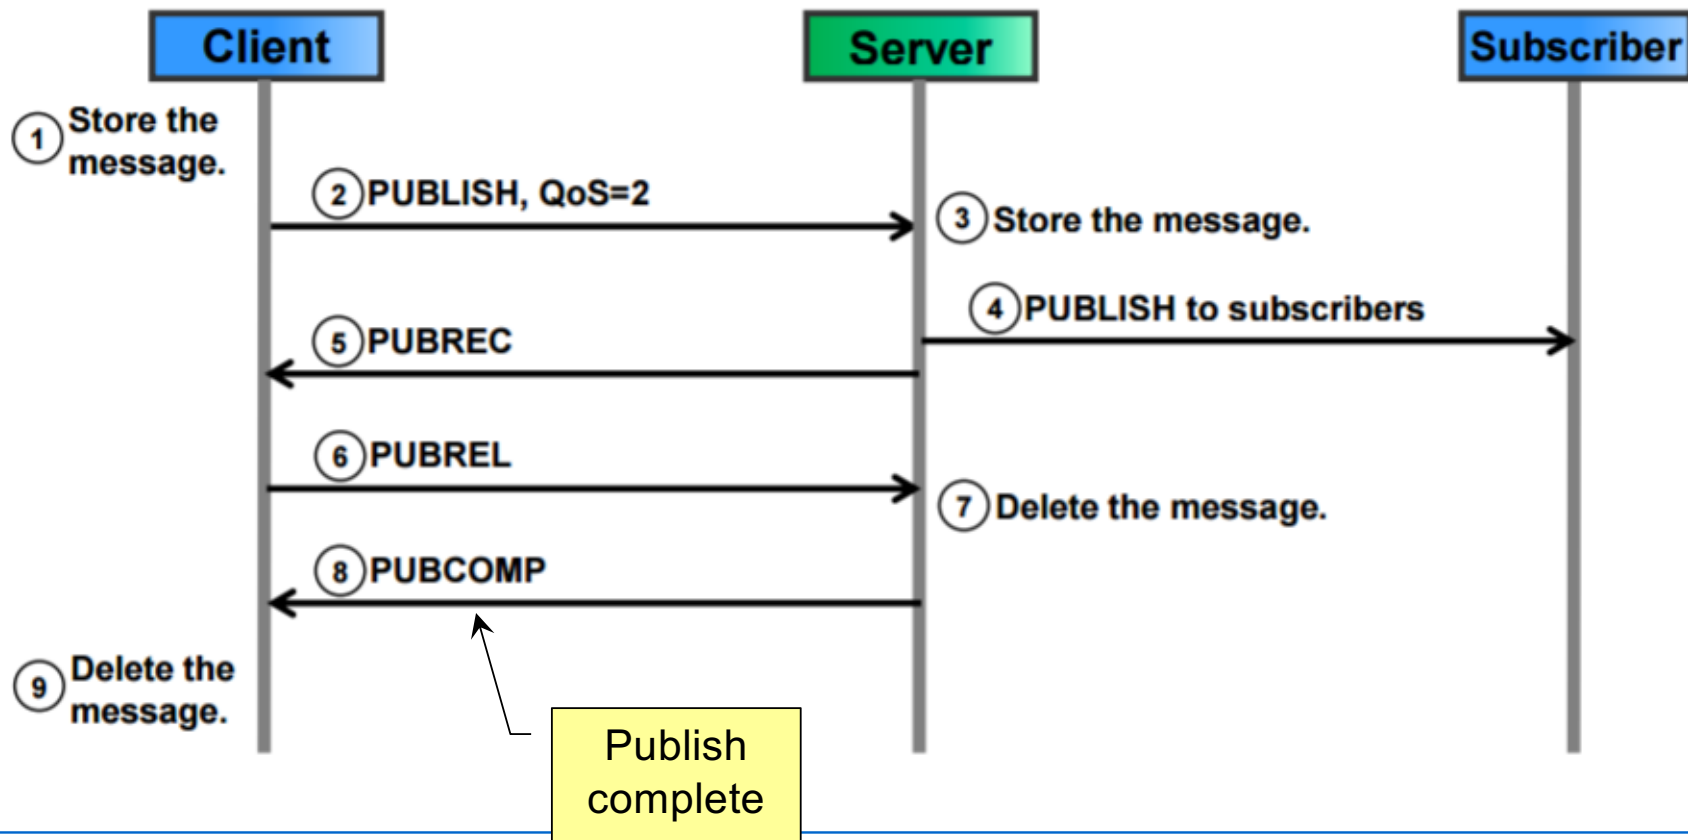 Client
Server
Subscriber
1 Store the
message.
2 PUBLISH, QoS=2
3 Store the message.
4 PUBLISH to subscribers
5 PUBREC
6 PUBREL
7 Delete the message.
8 PUBCOMP
9 Delete the
message.
Publish
complete